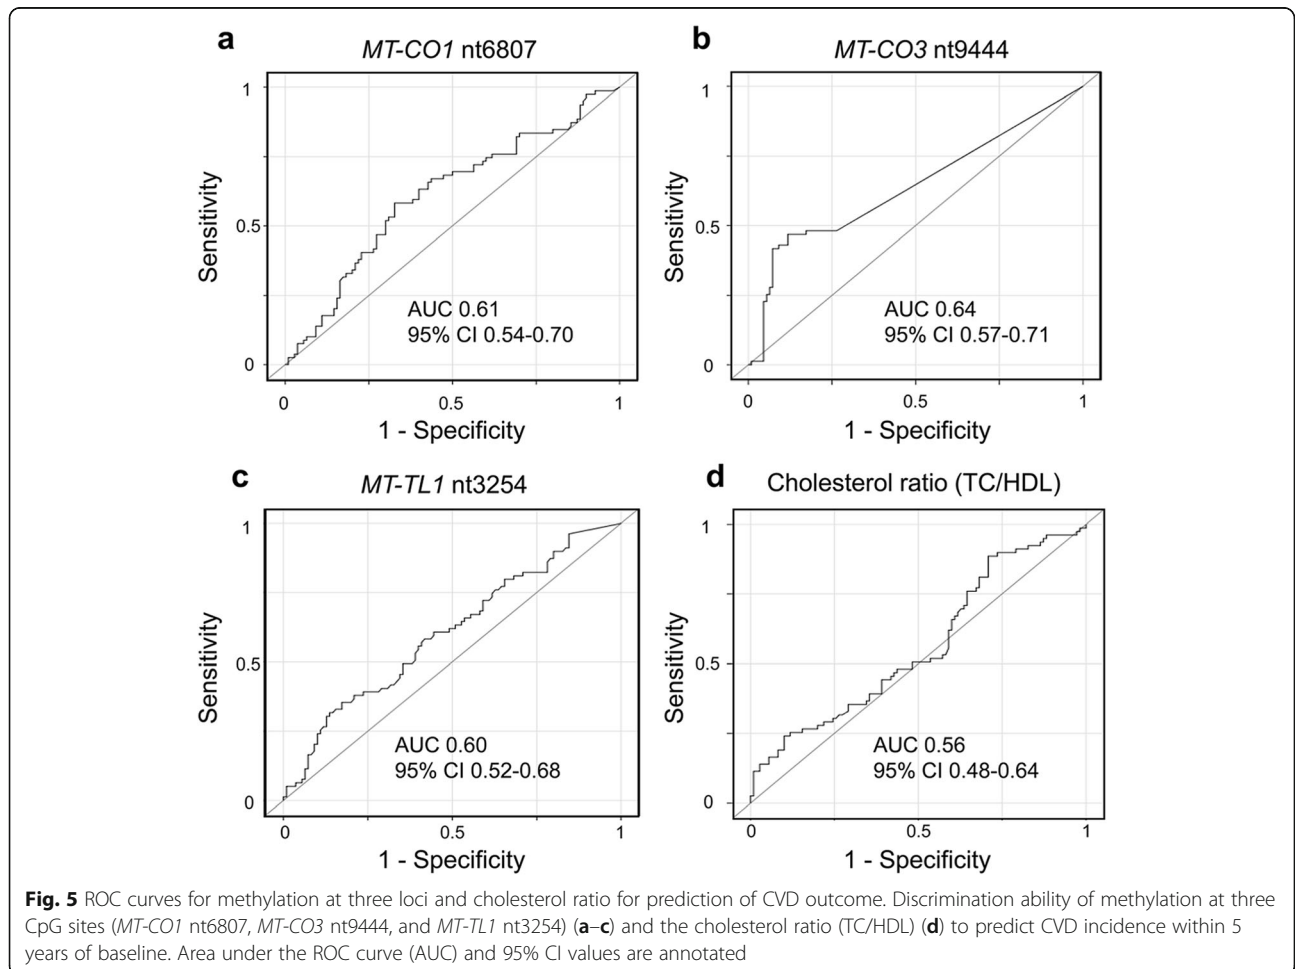 a
MT-CO1 nt6807
1
0.5
0
Sensitivity
AUC 0.61
95% CI 0.54-0.70
0
0.5
1
1 - Specificity
b
MT-CO3 nt9444
1
0.5
0
Sensitivity
AUC 0.64
95% CI 0.57-0.71
0
0.5
1
1 - Specificity
c
MT-TL1 nt3254
1
0.5
0
Sensitivity
AUC 0.60
95% CI 0.52-0.68
0
0.5
1
1 - Specificity
d
Cholesterol ratio (TC/HDL)
1
0.5
0
Sensitivity
AUC 0.56
95% CI 0.48-0.64
0
0.5
1
1 - Specificity
Fig. 5 ROC curves for methylation at three loci and cholesterol ratio for prediction of CVD outcome. Discrimination ability of methylation at three
CpG sites (MT-CO1 nt6807, MT-CO3 nt9444, and MT-TL1 nt3254) (a–c) and the cholesterol ratio (TC/HDL) (d) to predict CVD incidence within 5
years of baseline. Area under the ROC curve (AUC) and 95% CI values are annotated